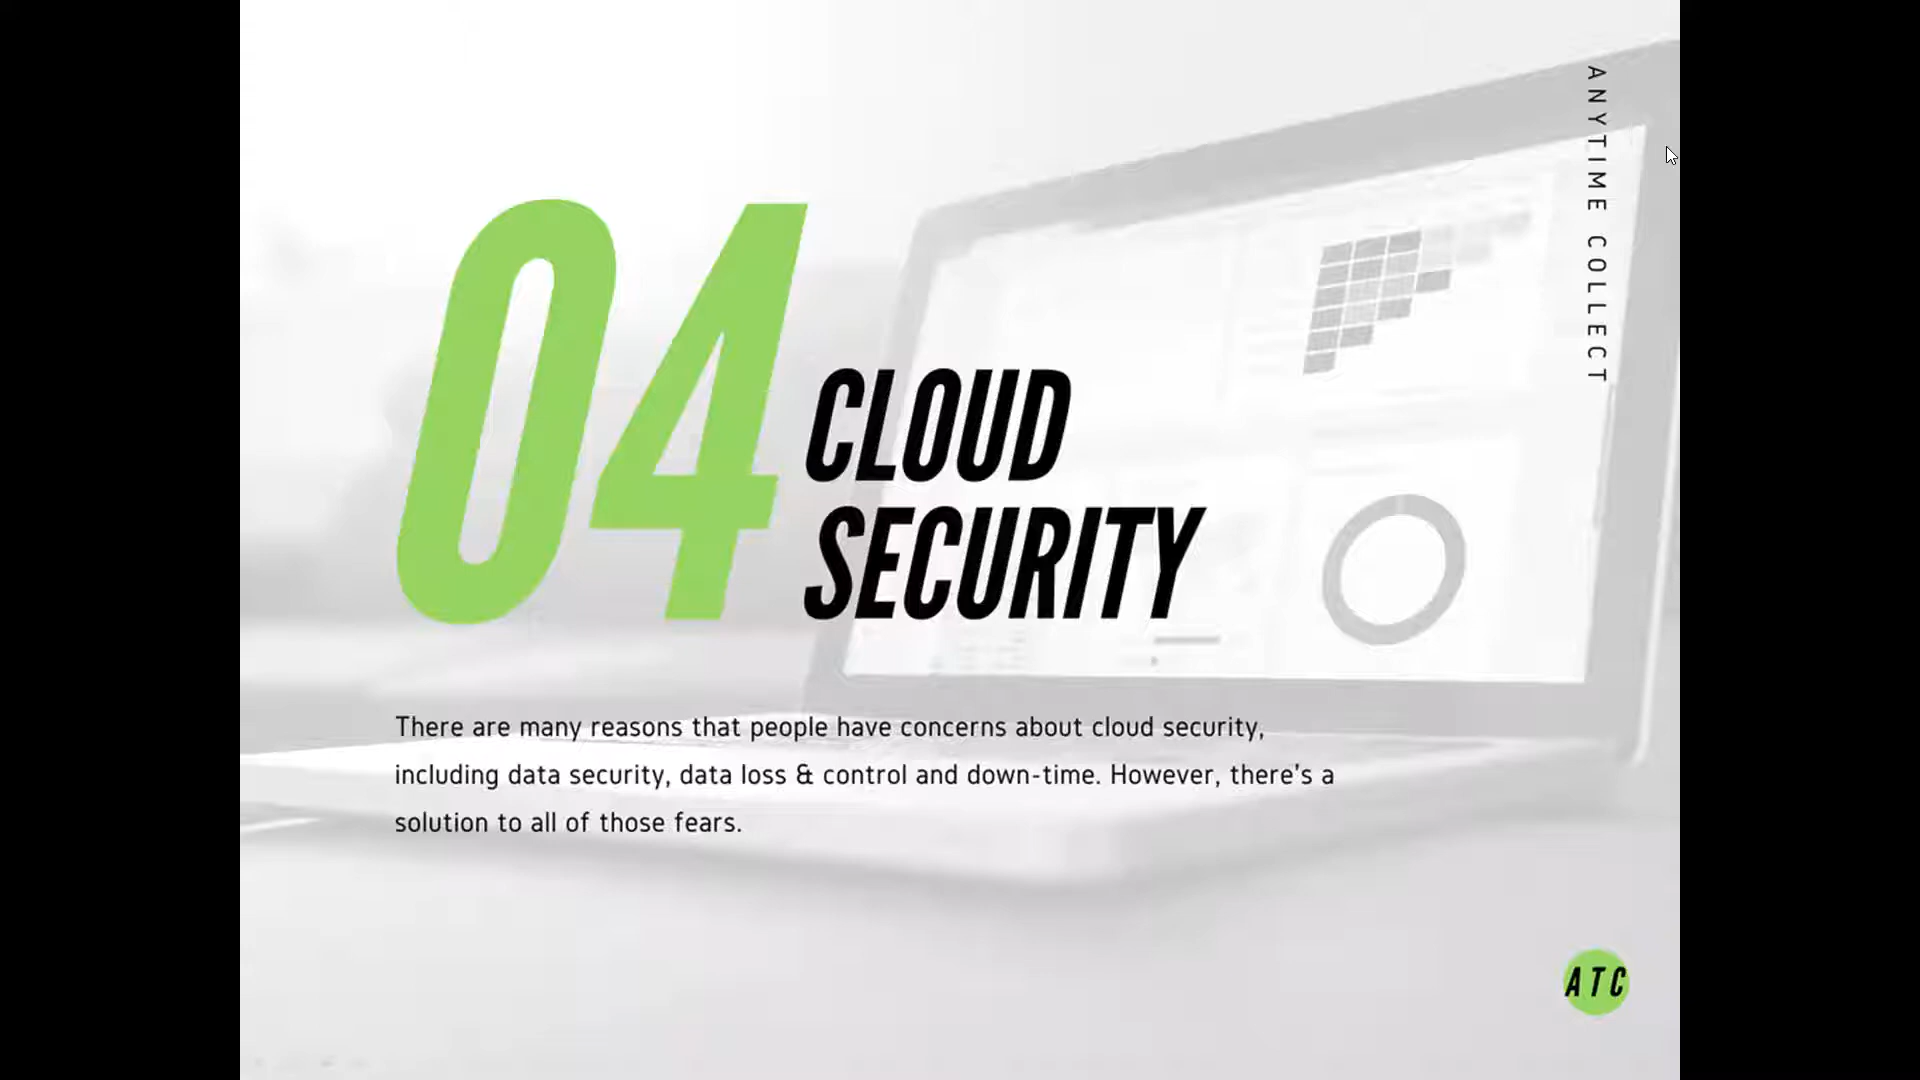 ANYTIME COLLECT
04
CLOUD
SECURITY
There are many reasons that people have concerns about cloud security,
including data security, data loss & control and down-time. However, there's a
solution to all of those fears.
ATC